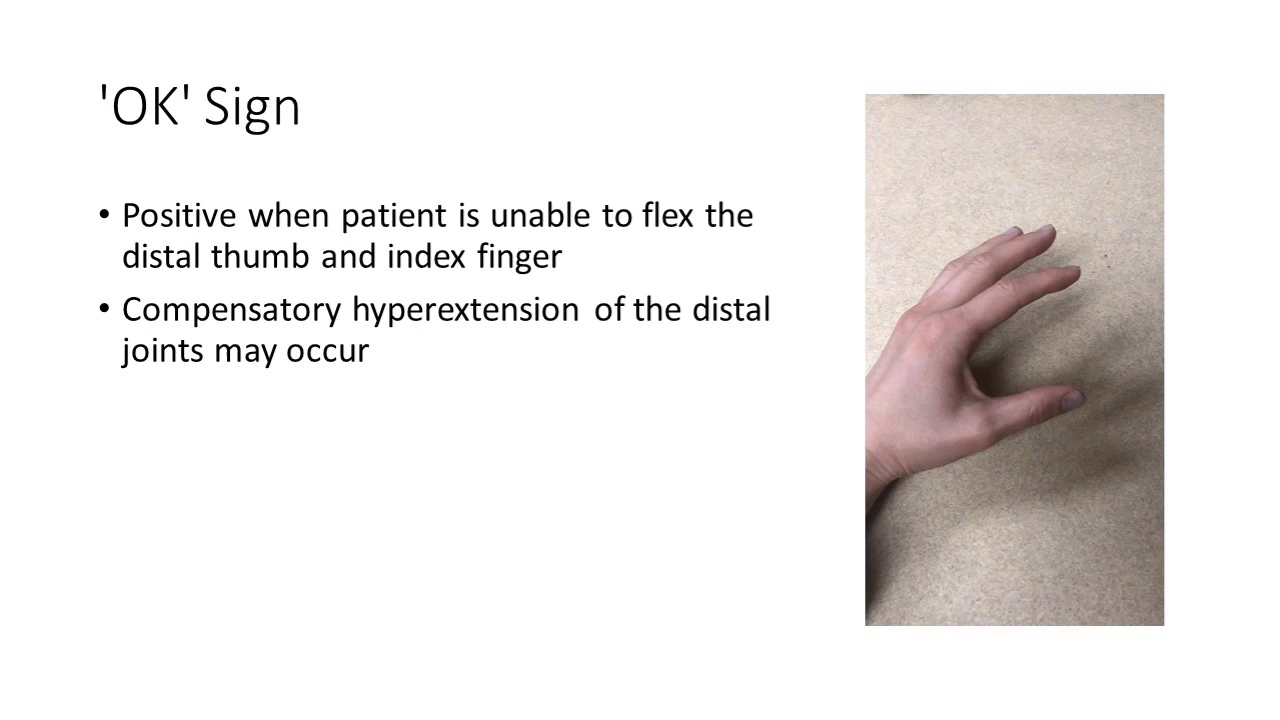 'OK' Sign
• Positive when patient is unable to flex the
distal thumb and index finger
• Compensatory hyperextension of the distal
joints may occur